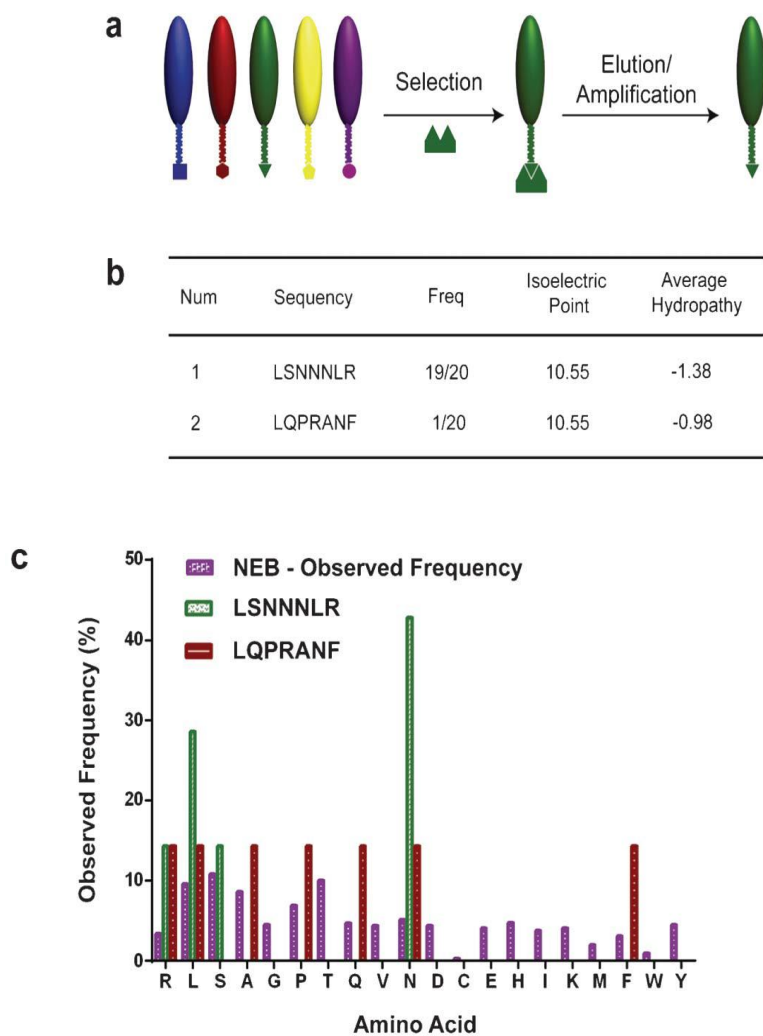 a
Selection
Elution/
Amplification
b
Num Sequency Freq Isoelectric Point Average Hydropathy
1 LSNNNLR 19/20 10.55 -1.38
2 LQPRANF 1/20 10.55 -0.98
c
NEB - Observed Frequency
LSNNNLR
LQPRANF
Observed Frequency (%)
50
40
30
20
10
0
R L S A G P T Q V N D C E H I K M F W Y
Amino Acid